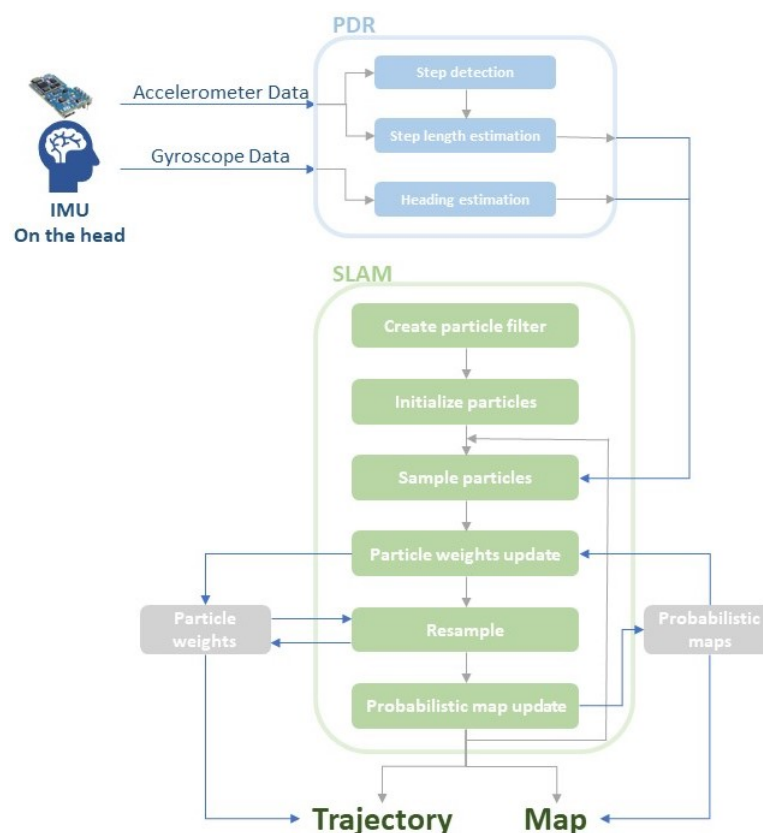 PDR
Step detection
Accelerometer Data
Step length estimation
Gyroscope Data
Heading estimation
IMU
On the head
SLAM
Create particle filter
Initialize particles
Sample particles
Particle weights update
Particle
weights
Resample
Probabilistic
maps
Probabilistic map update
Trajectory
Map